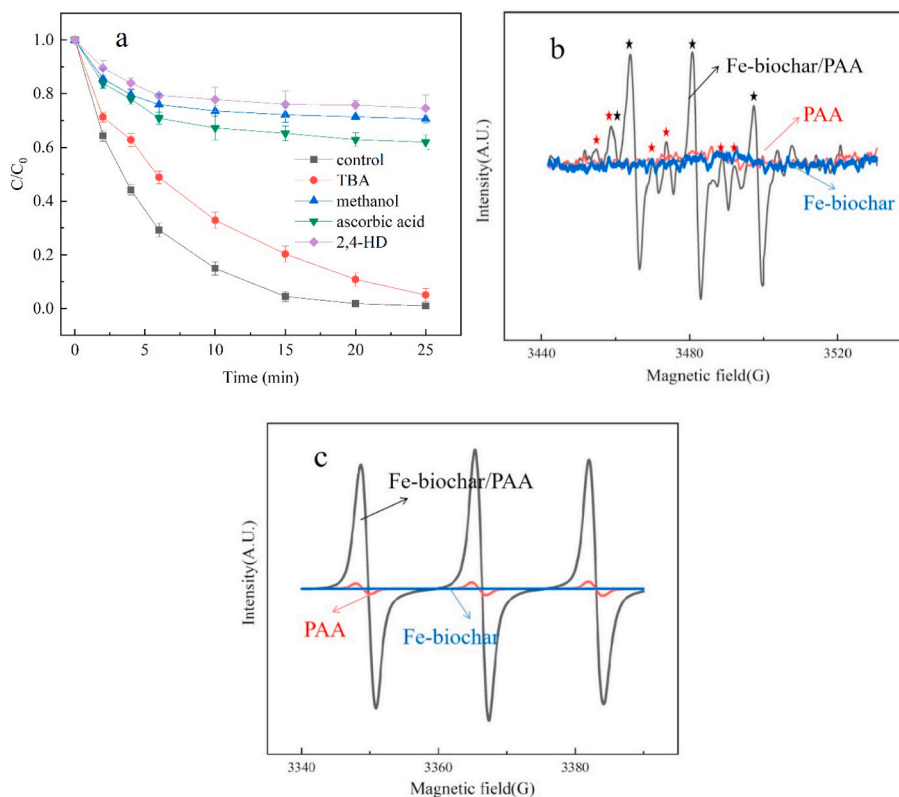 a
1.0
0.8
0.6
0.4
0.2
0.0
C/C₀
control
TBA
methanol
ascorbic acid
2,4-HD
0
5
10
15
20
25
Time (min)
b
Fe-biochar/PAA
PAA
Fe-biochar
Intensity(A.U.)
3440
3480
3520
Magnetic field(G)
c
Fe-biochar/PAA
PAA
Fe-biochar
Intensity(A.U.)
3340
3360
3380
Magnetic field(G)